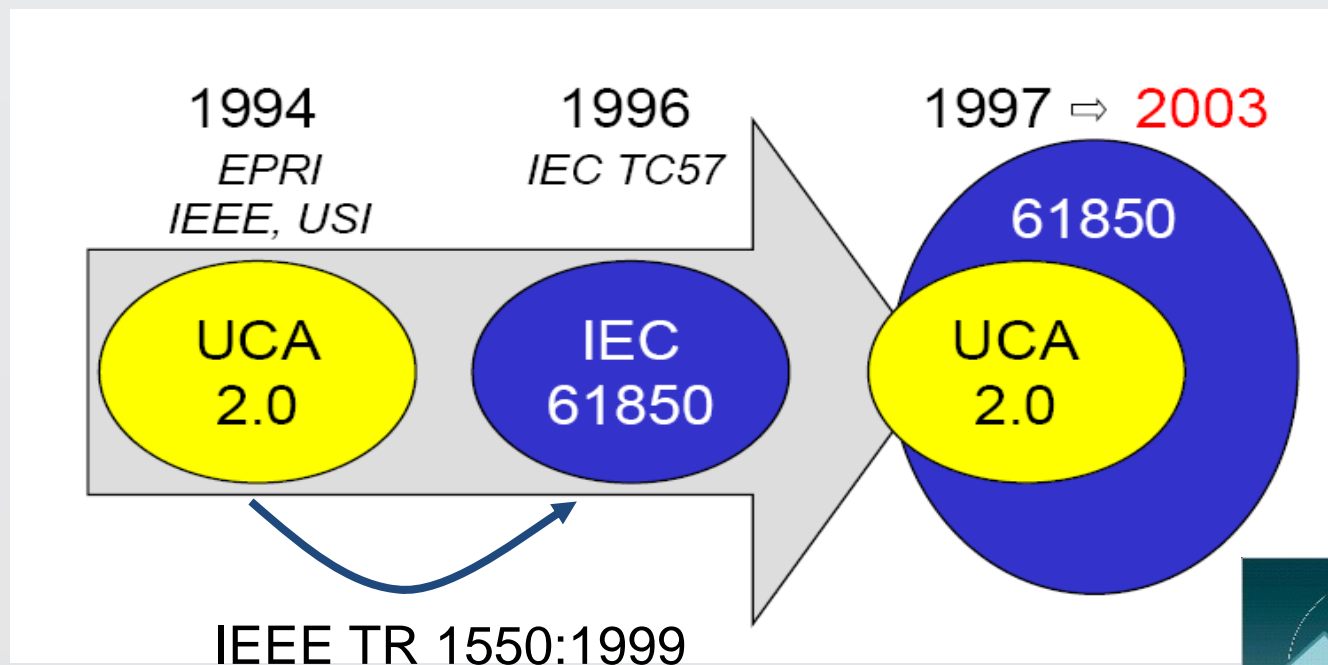 1994
EPRI
IEEE, USI
1996
IEC TC57
1997 ⇨ 2003
UCA
2.0
IEC
61850
61850
UCA
2.0
IEEE TR 1550:1999